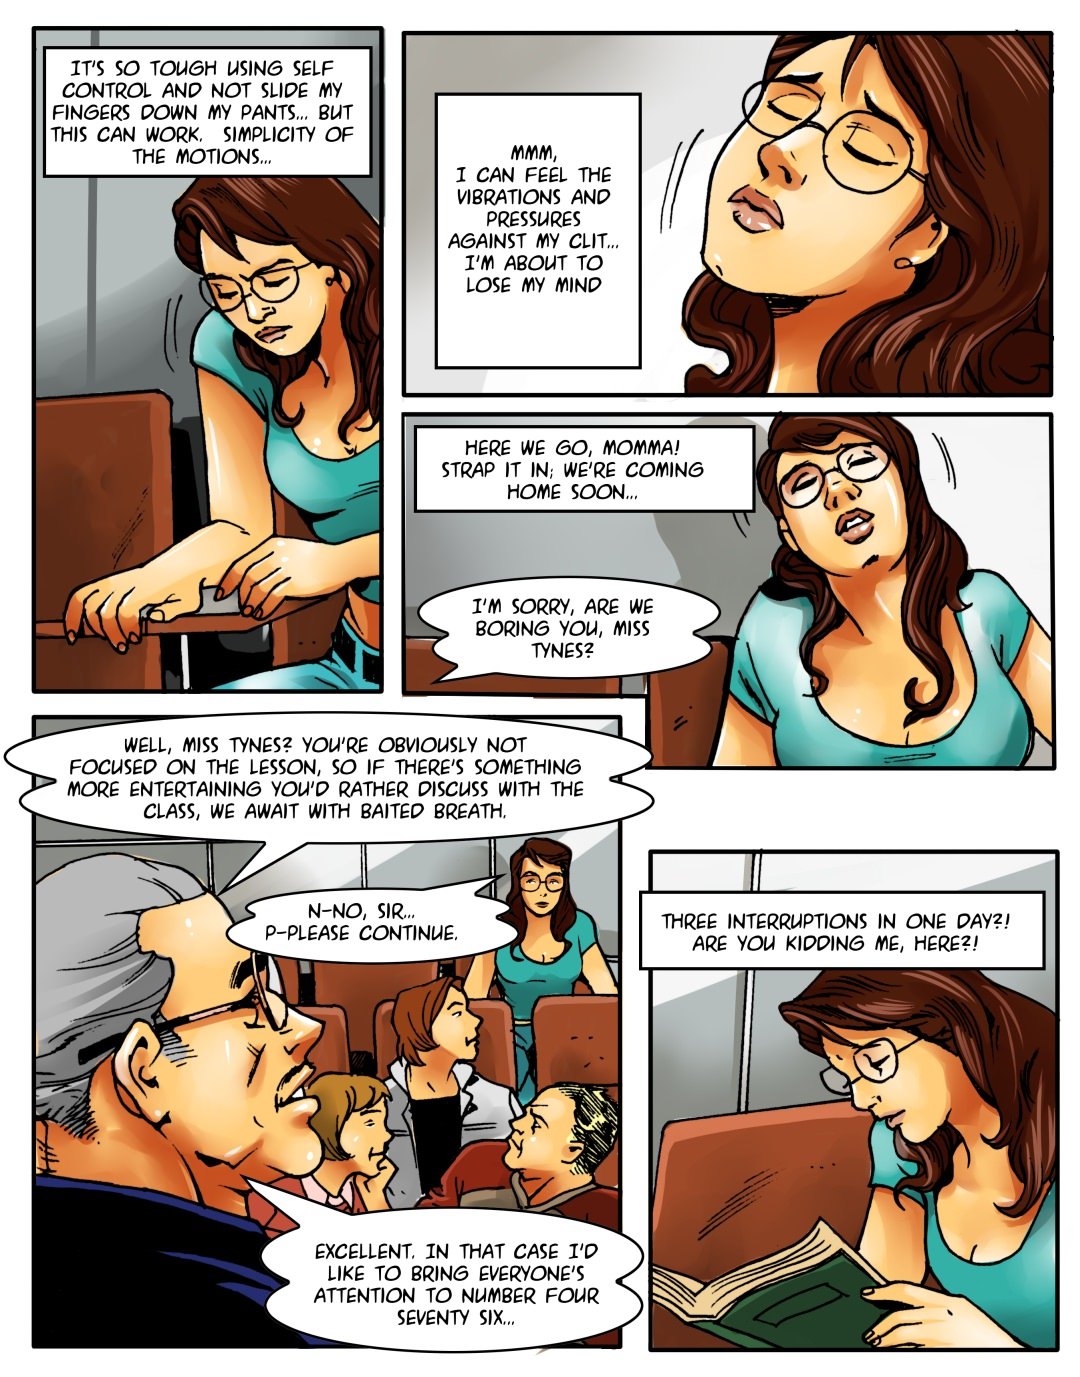 IT'S SO TOUGH USING SELF
CONTROL AND NOT SLIDE MY
FINGERS DOWN MY PANTS... BUT
THIS CAN WORK. SIMPLICITY OF
THE MOTIONS...
MMM,
I CAN FEEL THE
VIBRATIONS AND
PRESSURES
AGAINST MY CLIT...
I'M ABOUT TO
LOSE MY MIND
HERE WE GO, MOMMA!
STRAP IT IN; WE'RE COMING
HOME SOON...
I'M SORRY, ARE WE
BORING YOU, MISS
TYNES?
WELL, MISS TYNES? YOU'RE OBVIOUSLY NOT
FOCUSED ON THE LESSON, SO IF THERE'S SOMETHING
MORE ENTERTAINING YOU'D RATHER DISCUSS WITH THE
CLASS, WE AWAIT WITH BAITED BREATH.
N-NO, SIR...
P-PLEASE CONTINUE.
EXCELLENT. IN THAT CASE I'D
LIKE TO BRING EVERYONE'S
ATTENTION TO NUMBER FOUR
SEVENTY SIX...
THREE INTERRUPTIONS IN ONE DAY?!
ARE YOU KIDDING ME, HERE?!